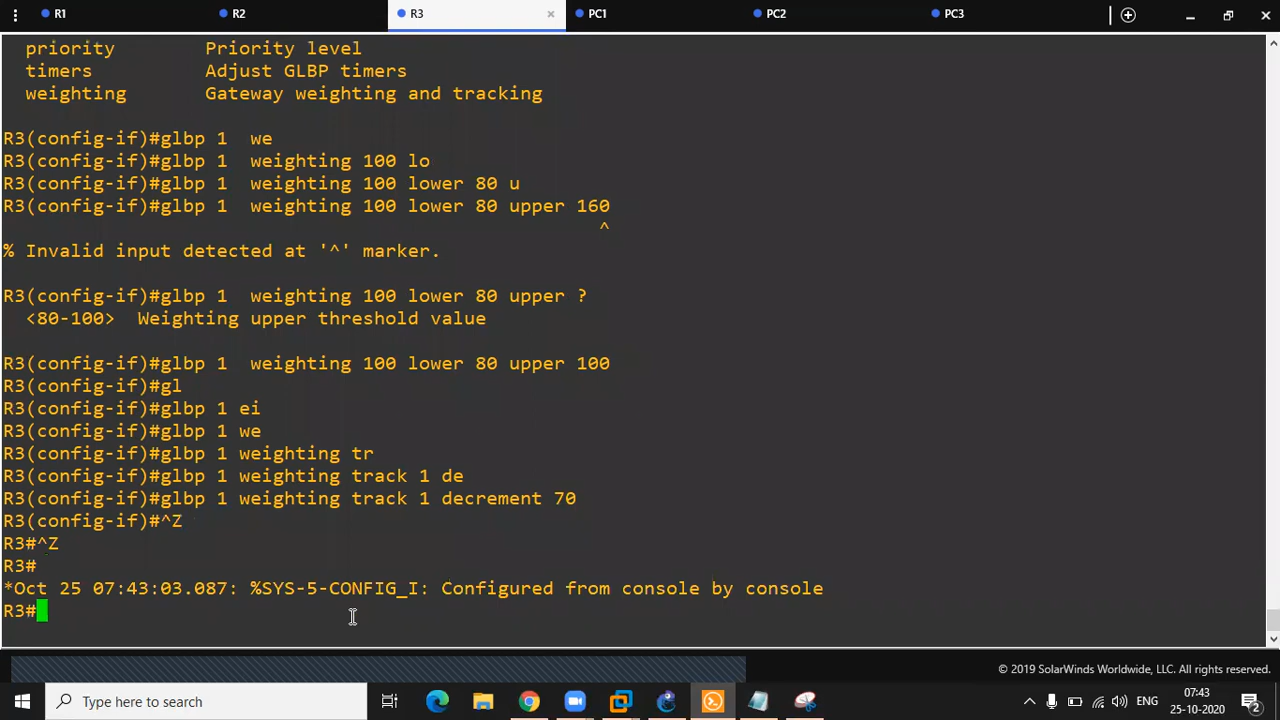 R1 R2 R3 × PC1 PC2 PC3
priority Priority level
timers Adjust GLBP timers
weighting Gateway weighting and tracking
R3(config-if)#glbp 1  we
R3(config-if)#glbp 1  weighting 100 lo
R3(config-if)#glbp 1  weighting 100 lower 80 u
R3(config-if)#glbp 1  weighting 100 lower 80 upper 160
^
% Invalid input detected at '^' marker.
R3(config-if)#glbp 1  weighting 100 lower 80 upper ?
<80-100>  Weighting upper threshold value
R3(config-if)#glbp 1  weighting 100 lower 80 upper 100
R3(config-if)#gl
R3(config-if)#glbp 1 ei
R3(config-if)#glbp 1 we
R3(config-if)#glbp 1 weighting tr
R3(config-if)#glbp 1 weighting track 1 de
R3(config-if)#glbp 1 weighting track 1 decrement 70
R3(config-if)#^Z
R3#^Z
R3#
*Oct 25 07:43:03.087: %SYS-5-CONFIG_I: Configured from console by console
R3#
© 2019 SolarWinds Worldwide, LLC. All rights reserved.
Type here to search
ENG
07:43
25-10-2020
2